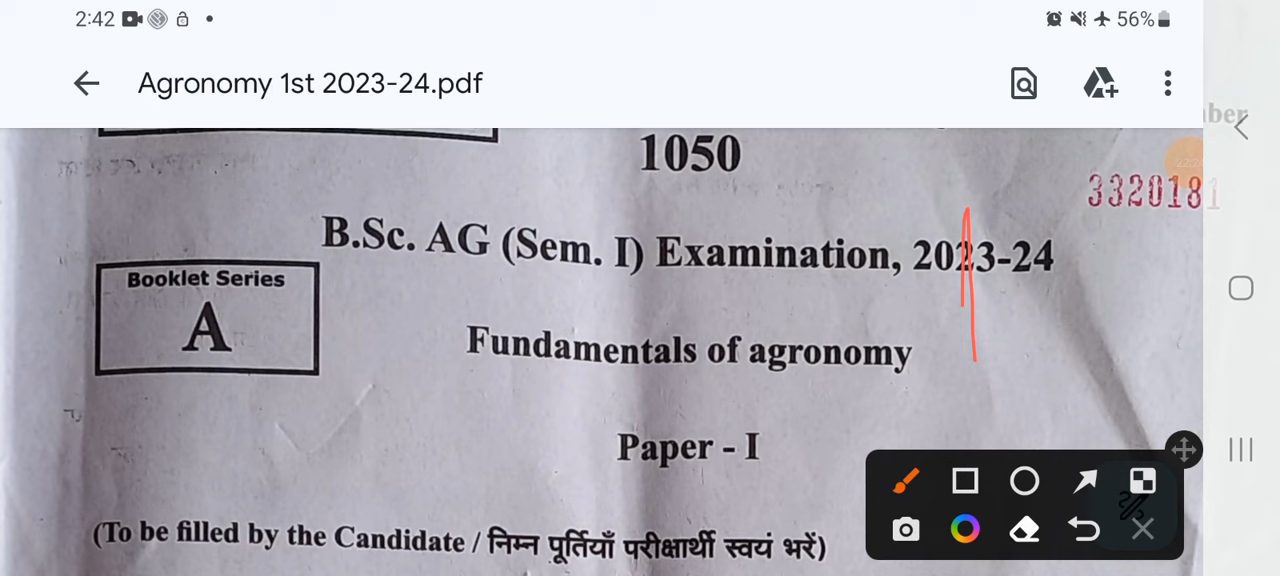 2:42
56%
Agronomy 1st 2023-24.pdf
1050
3320181
B.Sc. AG (Sem. I) Examination, 2023-24
Booklet Series
A
Fundamentals of agronomy
Paper - I
(To be filled by the Candidate / निम्न पूर्तियाँ परीक्षार्थी स्वयं भरें)